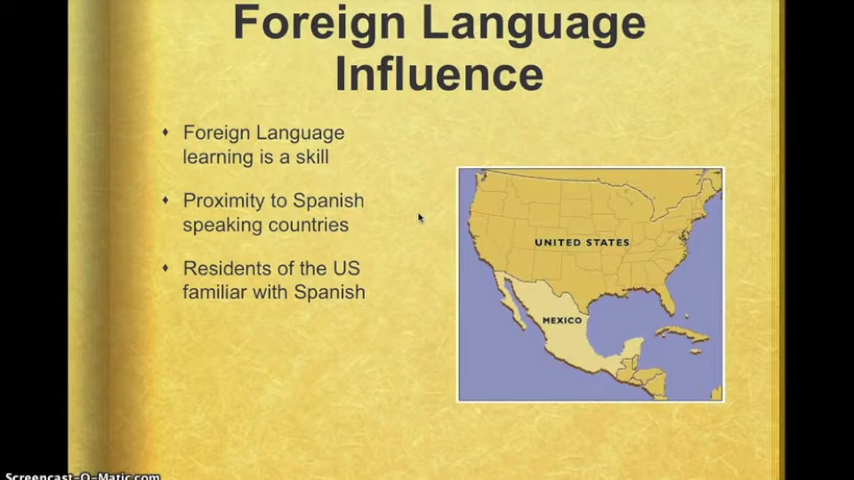 Foreign Language
Influence
Foreign Language
learning is a skill
Proximity to Spanish
speaking countries
Residents of the US
familiar with Spanish
UNITED STATES
MEXICO
Screencast-O-Matic.com